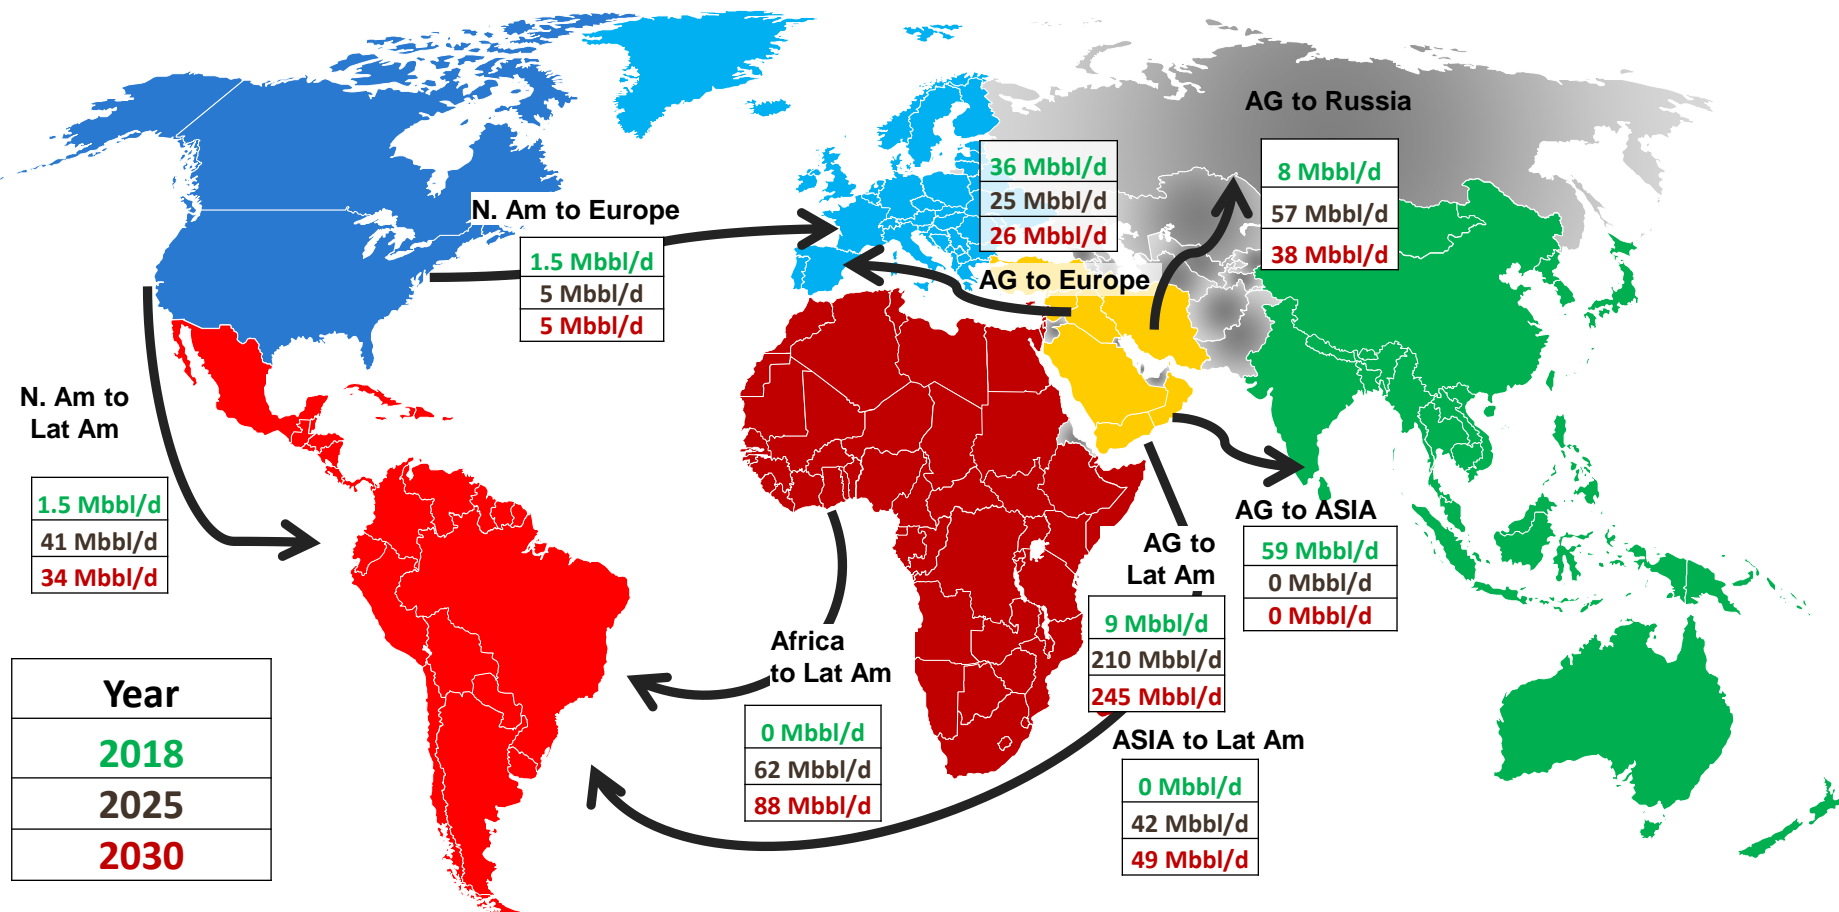 AG to Russia
8 Mbbl/d
57 Mbbl/d
38 Mbbl/d
36 Mbbl/d
25 Mbbl/d
26 Mbbl/d
AG to Europe
N. Am to Europe
1.5 Mbbl/d
5 Mbbl/d
5 Mbbl/d
N. Am to
Lat Am
1.5 Mbbl/d
41 Mbbl/d
34 Mbbl/d
AG to ASIA
59 Mbbl/d
0 Mbbl/d
0 Mbbl/d
AG to
Lat Am
9 Mbbl/d
210 Mbbl/d
245 Mbbl/d
Africa
to Lat Am
0 Mbbl/d
62 Mbbl/d
88 Mbbl/d
ASIA to Lat Am
0 Mbbl/d
42 Mbbl/d
49 Mbbl/d
Year
2018
2025
2030